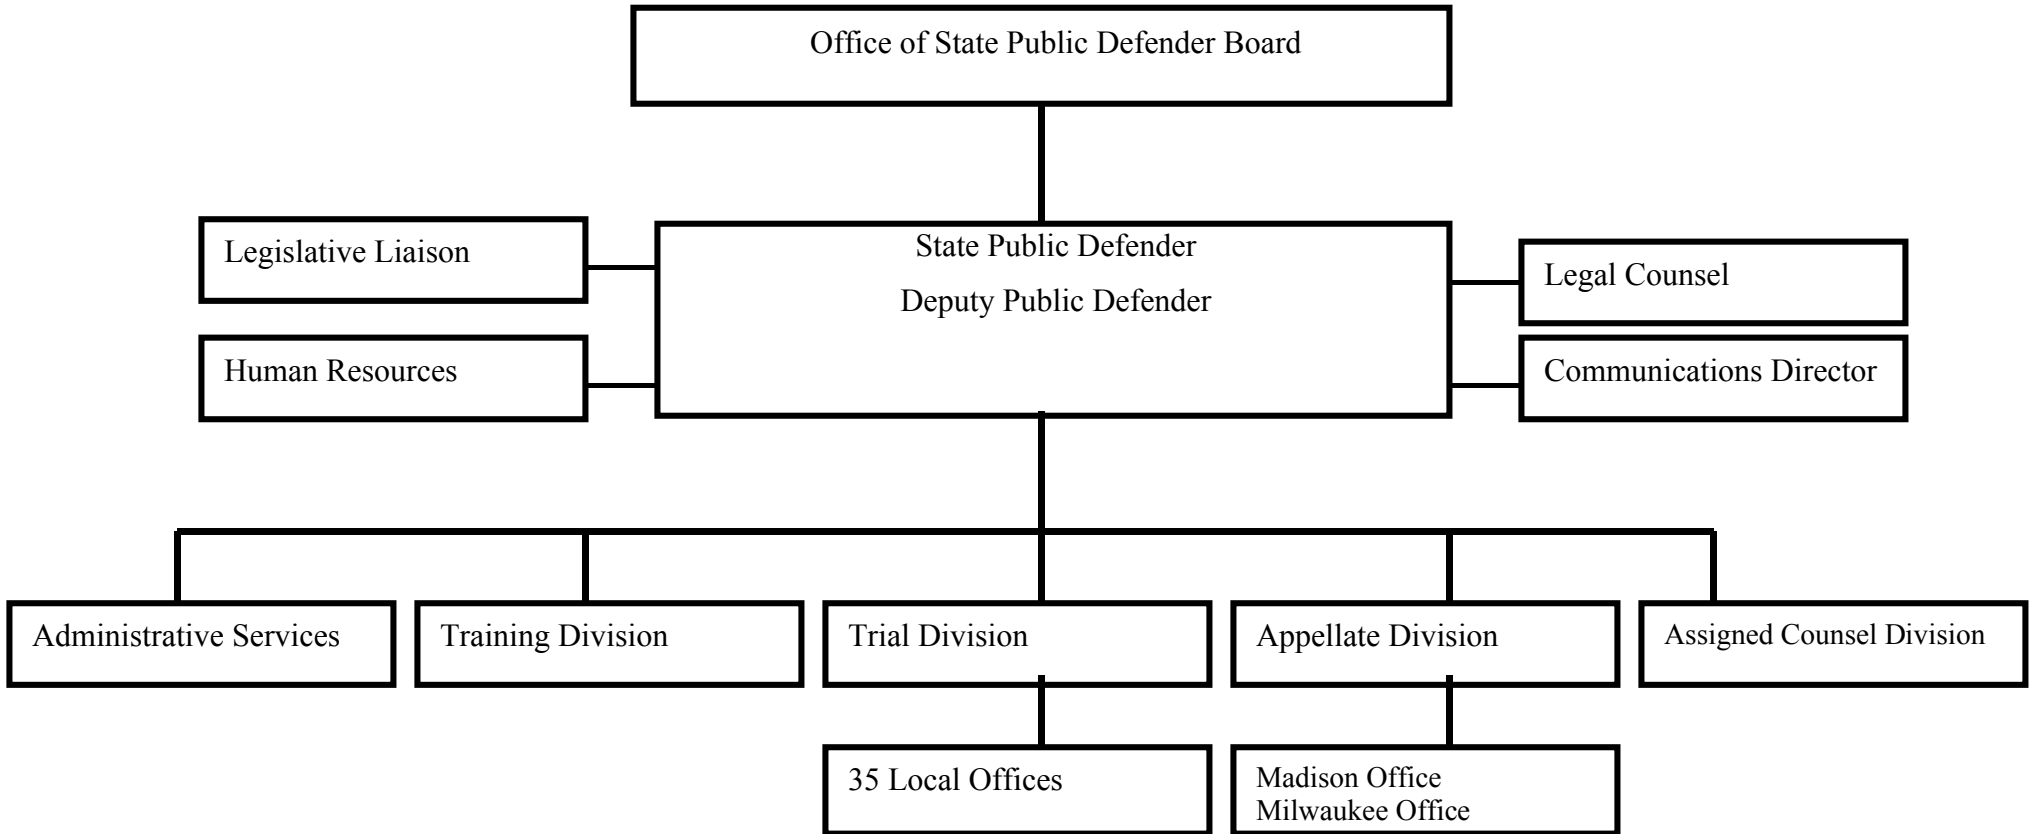 Office of State Public Defender Board
State Public Defender
Deputy Public Defender
Legislative Liaison
Human Resources
Legal Counsel
Communications Director
Administrative Services
Training Division
Trial Division
Appellate Division
Assigned Counsel Division
35 Local Offices
Madison Office
Milwaukee Office